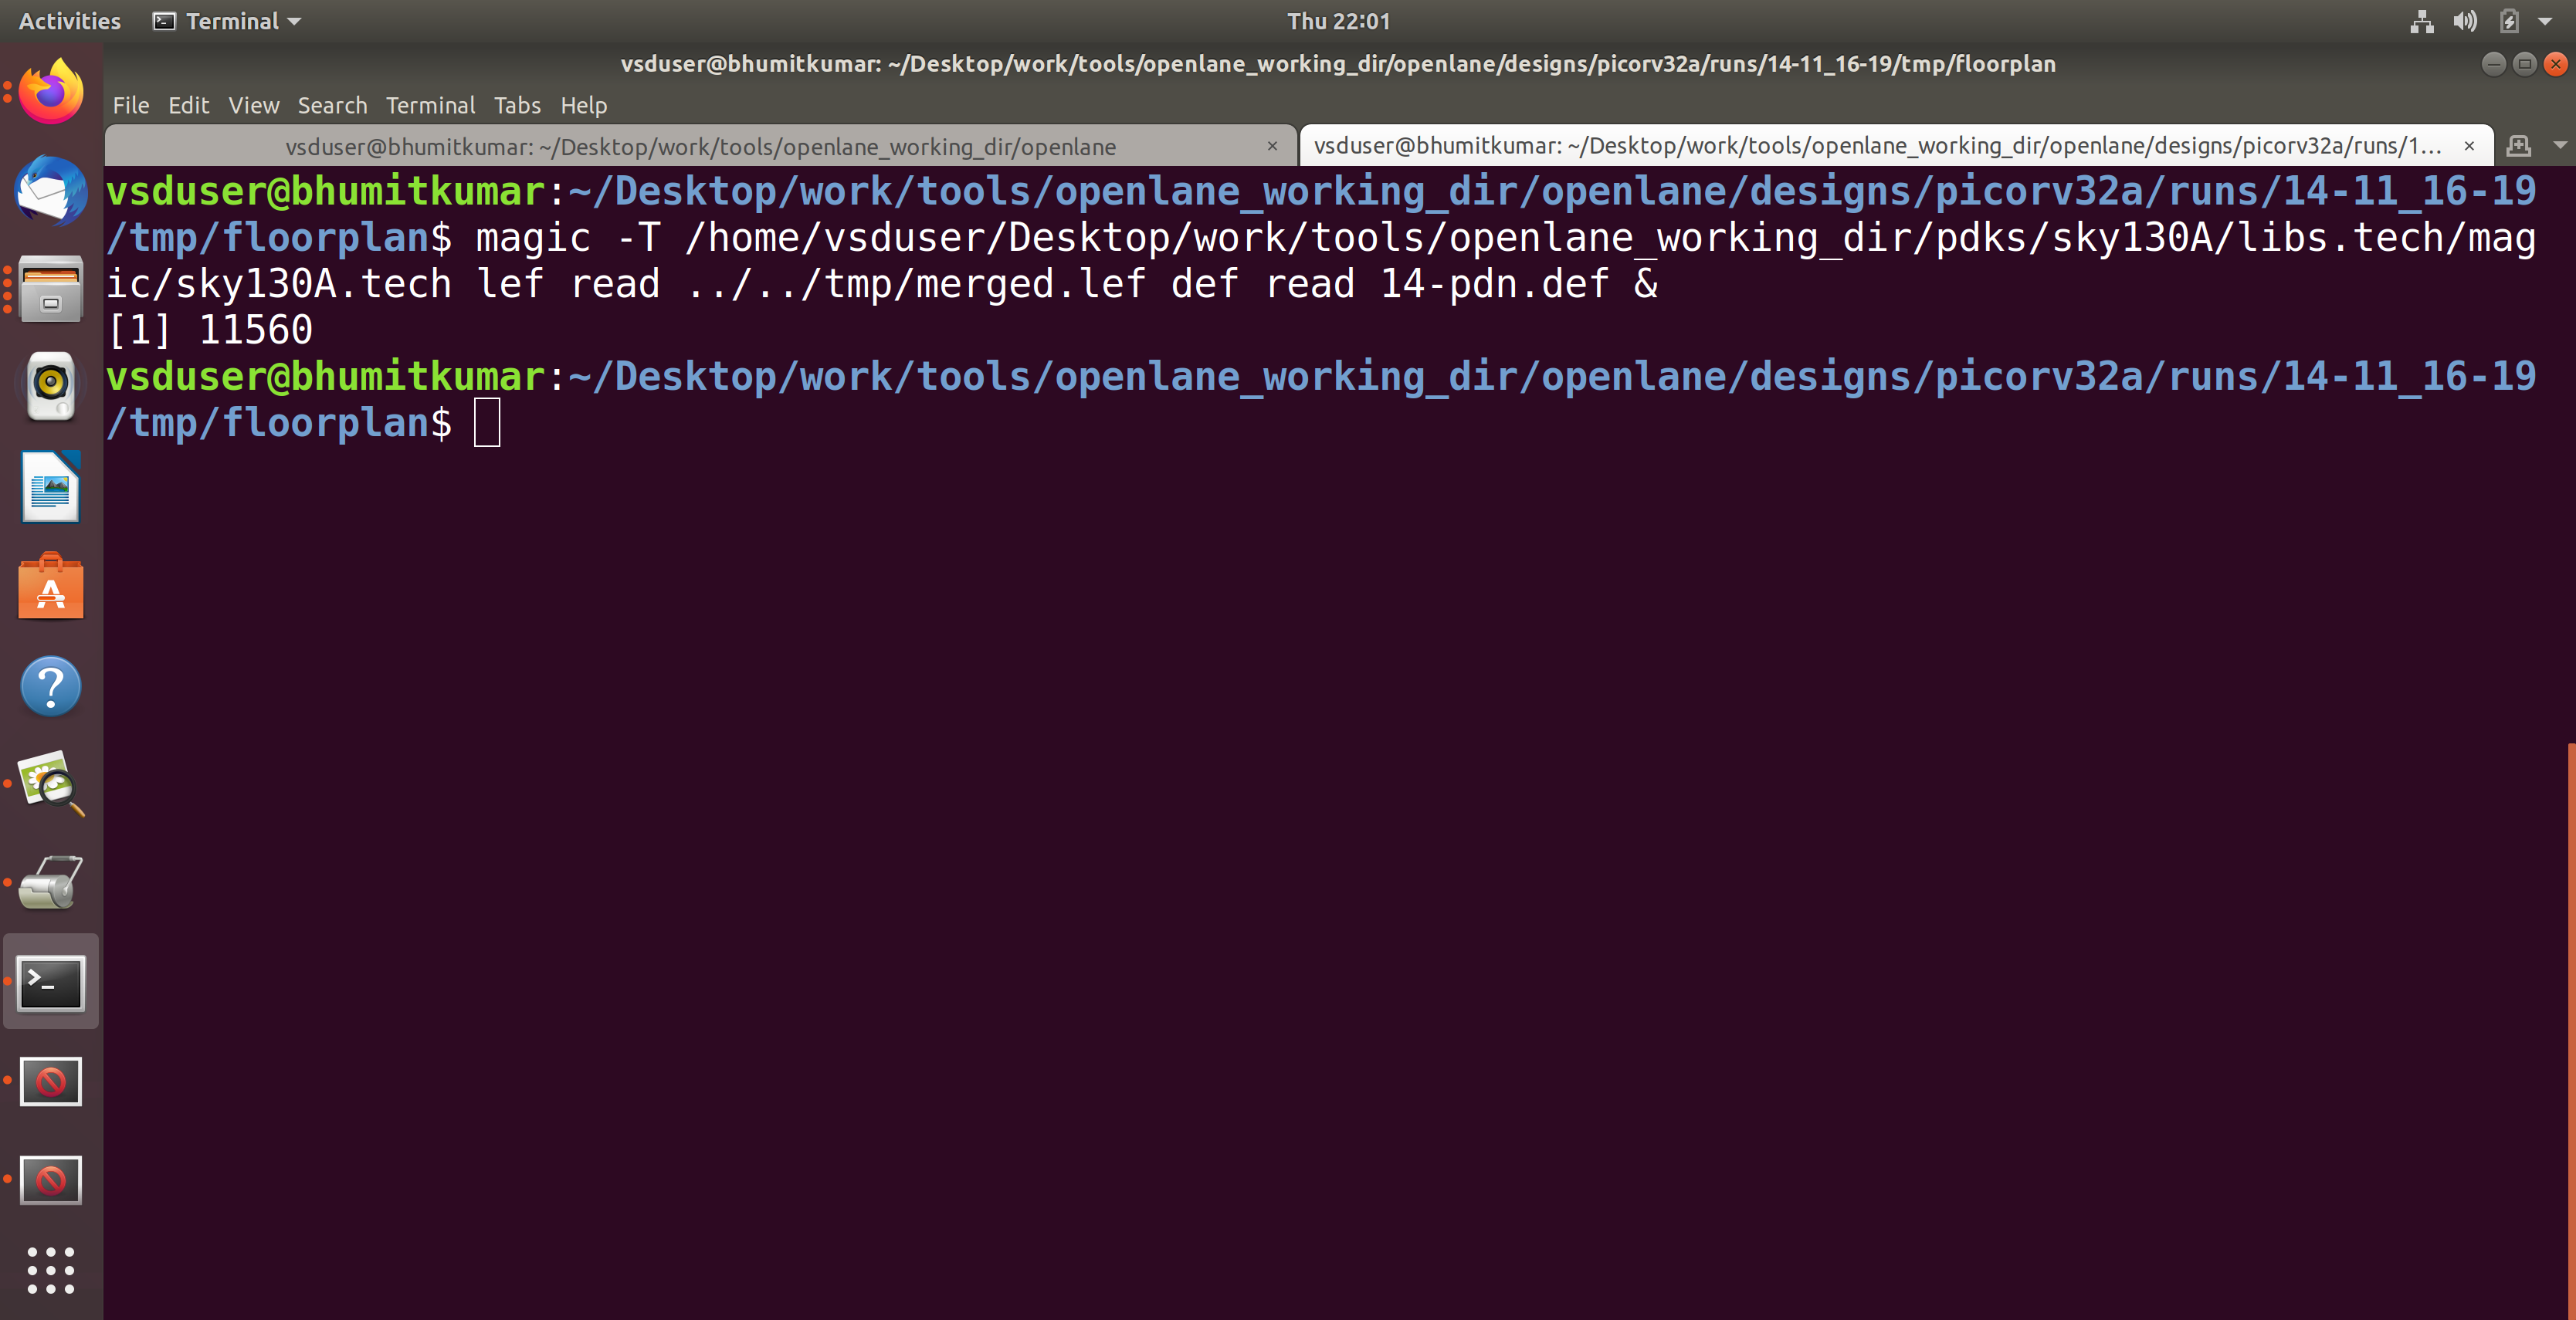 Activities Terminal Thu 22:01
vsduser@bhumitkumar: ~/Desktop/work/tools/openlane_working_dir/openlane/designs/picorv32a/runs/14-11_16-19/tmp/floorplan
File Edit View Search Terminal Tabs Help
vsduser@bhumitkumar: ~/Desktop/work/tools/openlane_working_dir/openlane × vsduser@bhumitkumar: ~/Desktop/work/tools/openlane_working_dir/openlane/designs/picorv32a/runs/1... ×
vsduser@bhumitkumar:~/Desktop/work/tools/openlane_working_dir/openlane/designs/picorv32a/runs/14-11_16-19
/tmp/floorplan$ magic -T /home/vsduser/Desktop/work/tools/openlane_working_dir/pdks/sky130A/libs.tech/mag
ic/sky130A.tech lef read ../../tmp/merged.lef def read 14-pdn.def &
[1] 11560
vsduser@bhumitkumar:~/Desktop/work/tools/openlane_working_dir/openlane/designs/picorv32a/runs/14-11_16-19
/tmp/floorplan$